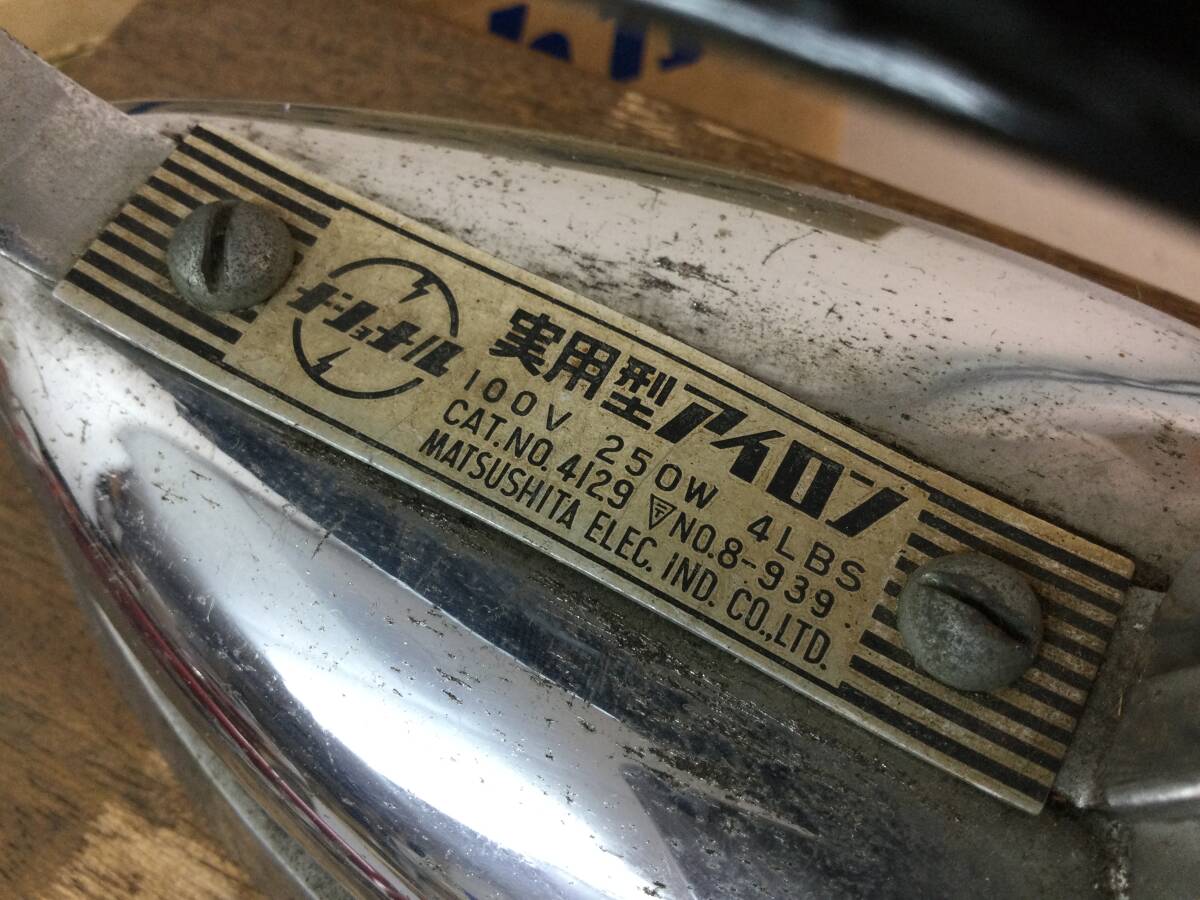 ナショナル
実用型アイロン
100V 250W 4LBS
CAT.NO.4129 NO.8-939
MATSUSHITA ELEC. IND. CO.,LTD.